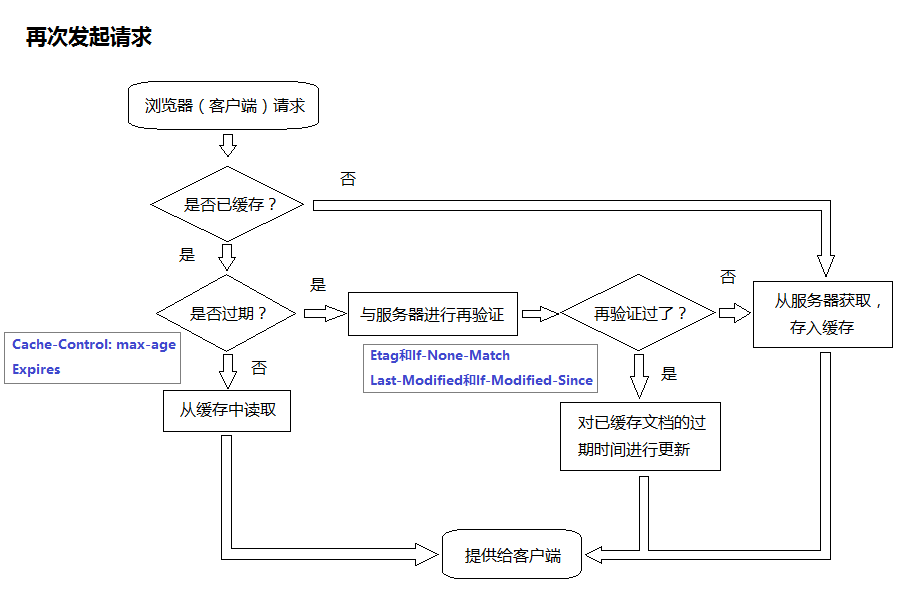 再次发起请求
浏览器（客户端）请求
否
是否已缓存？
是
是
否
是否过期？
与服务器进行再验证
再验证过了？
从服务器获取，
存入缓存
Cache-Control: max-age
Expires
Etag和If-None-Match
Last-Modified和If-Modified-Since
否
是
从缓存中读取
对已缓存文档的过
期时间进行更新
提供给客户端